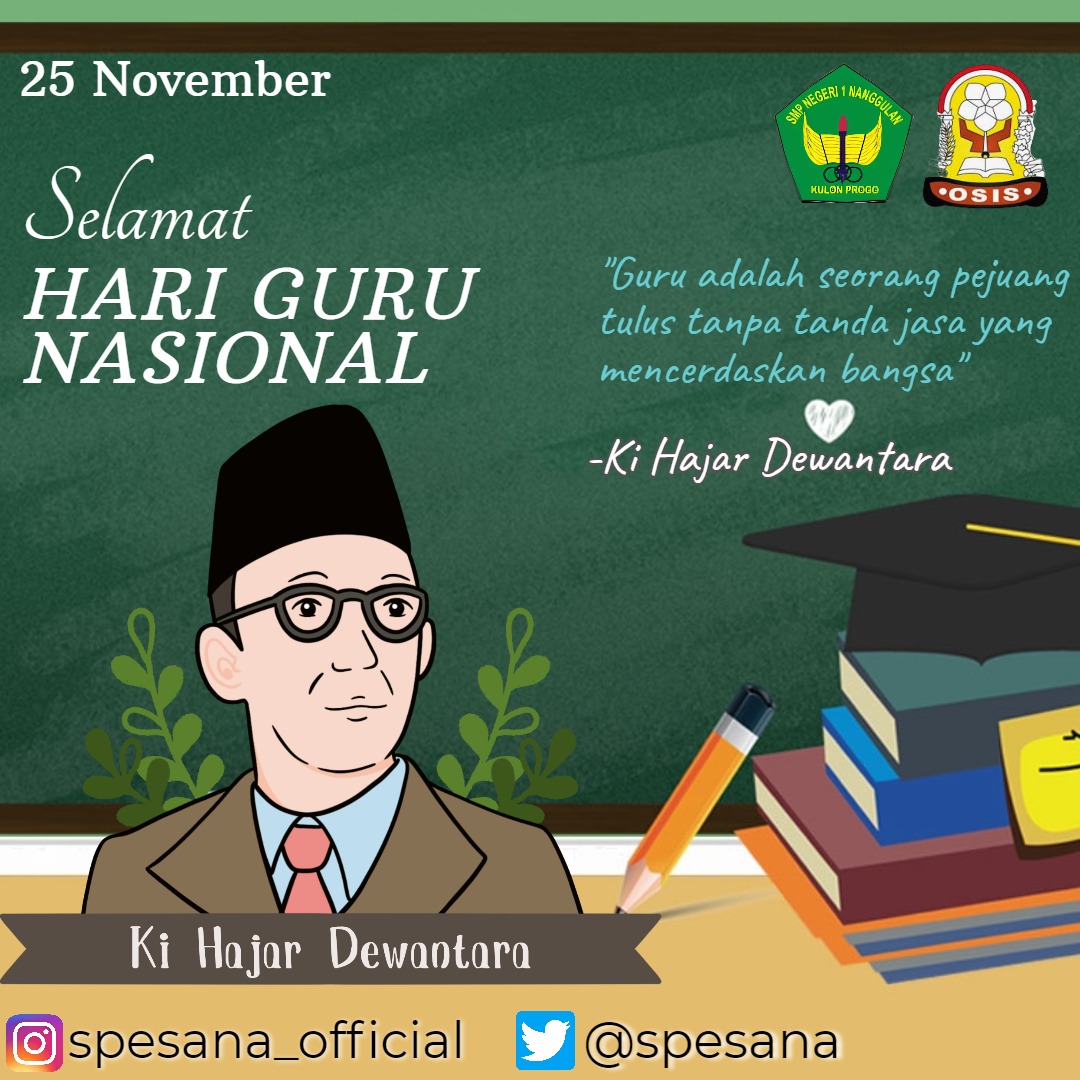 25 November
SMP NEGERI 1 NANGGULAN
KULON PROGO
OSIS
Selamat
HARI GURU
NASIONAL
"Guru adalah seorang pejuang
tulus tanpa tanda jasa yang
mencerdaskan bangsa"
-Ki Hajar Dewantara
Ki Hajar Dewantara
spesana_official
@spesana